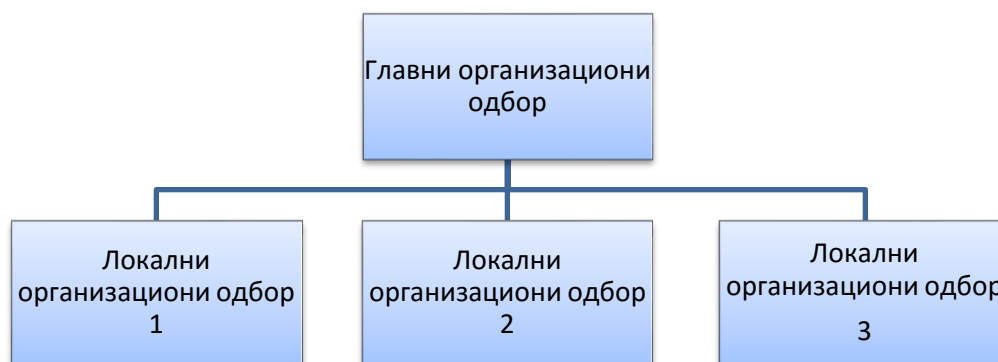 Главни организациони
одбор
Локални
организациони одбор
1
Локални
организациони одбор
2
Локални
организациони одбор
3